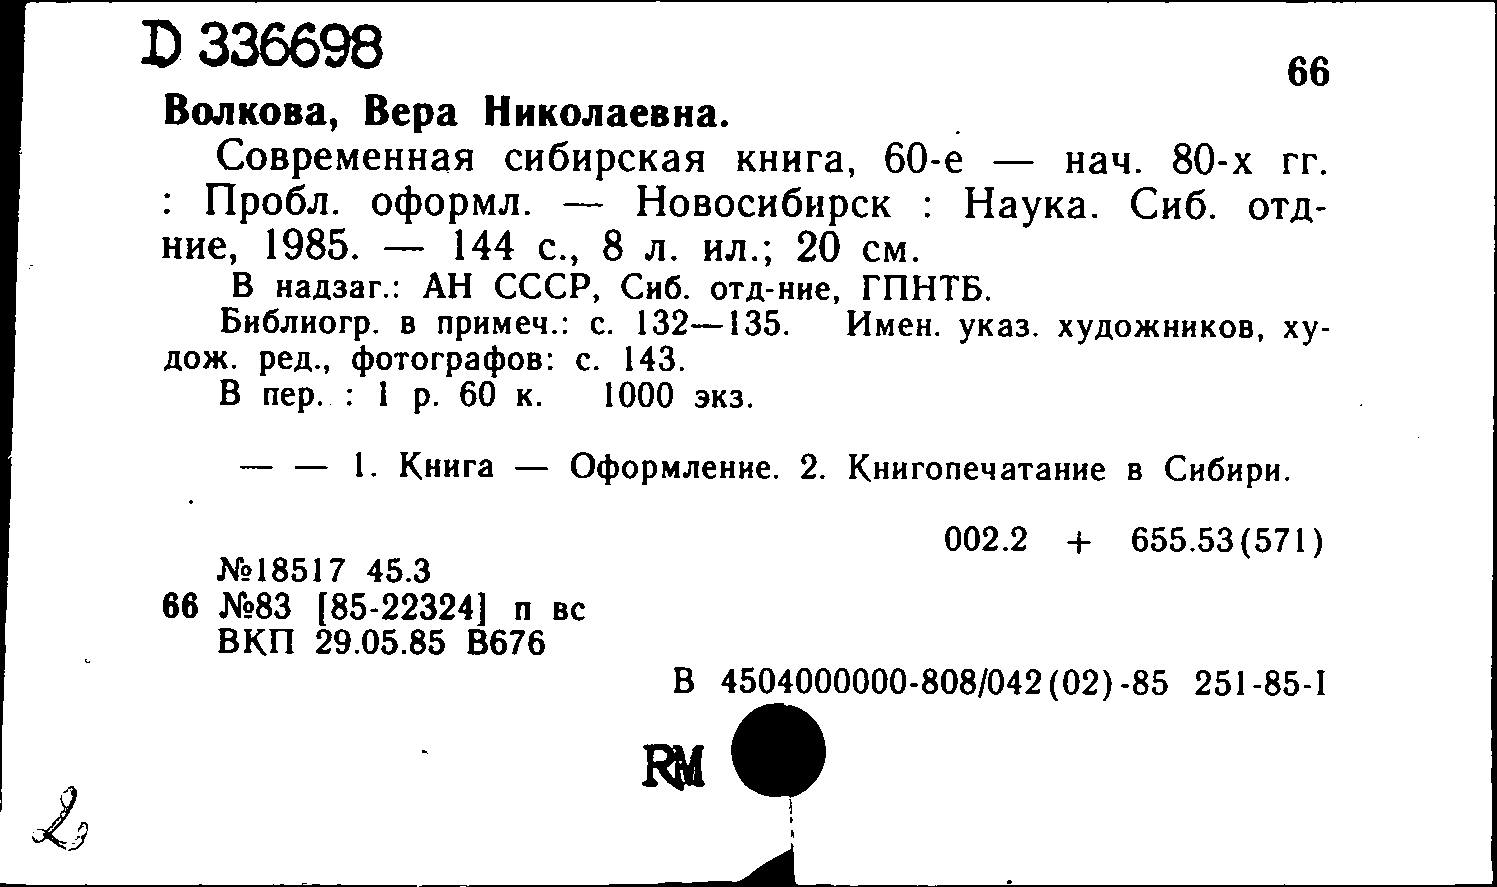 D 336698
66
Волкова, Вера Николаевна.
Современная сибирская книга, 60-е — нач. 80-х гг.
: Пробл. оформл. — Новосибирск : Наука. Сиб. отд-
ние, 1985. — 144 с., 8 л. ил.; 20 см.
В надзаг.: АН СССР, Сиб. отд-ние, ГПНТБ.
Библиогр. в примеч.: с. 132—135. Имен. указ. художников, ху-
дож. ред., фотографов: с. 143.
В пер. : 1 р. 60 к. 1000 экз.
— — 1. Книга — Оформление. 2. Книгопечатание в Сибири.
002.2 + 655.53(571)
№18517 45.3
66 №83 [85-22324] п вс
ВКП 29.05.85 В676
В 4504000000-808/042(02)-85 251-85-I
RM